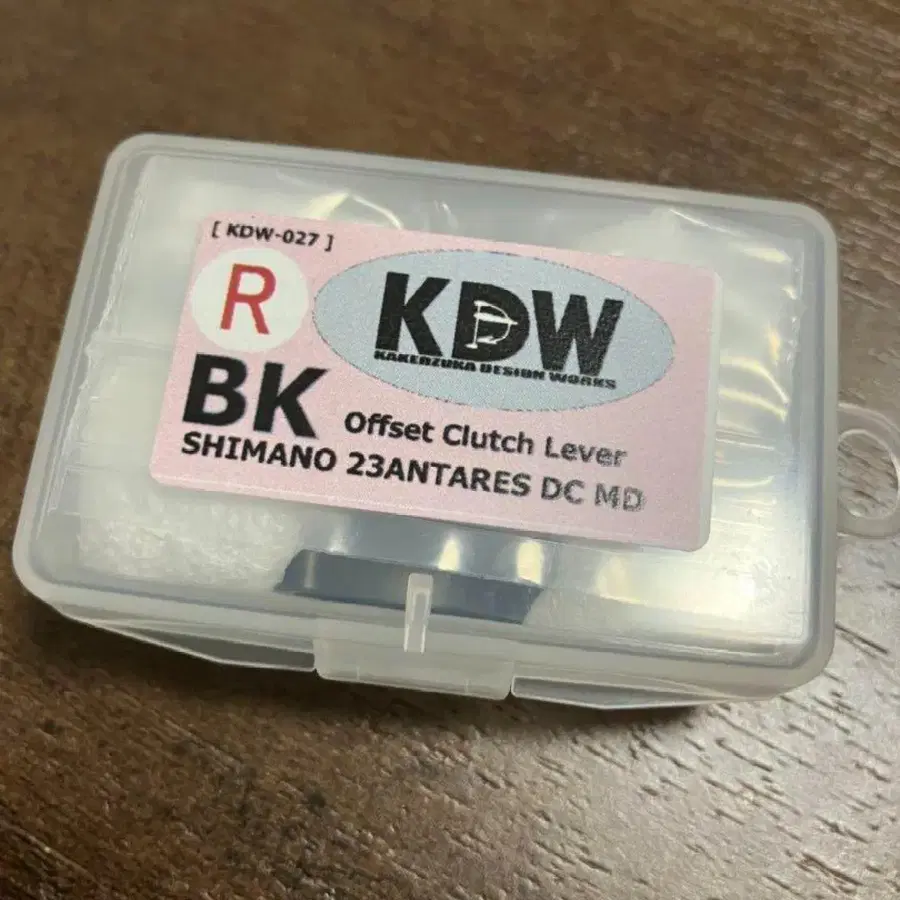 [ KDW-027 ]
R
KDW
KAKEDZUKA DESIGN WORKS
BK
Offset Clutch Lever
SHIMANO 23ANTARES DC MD